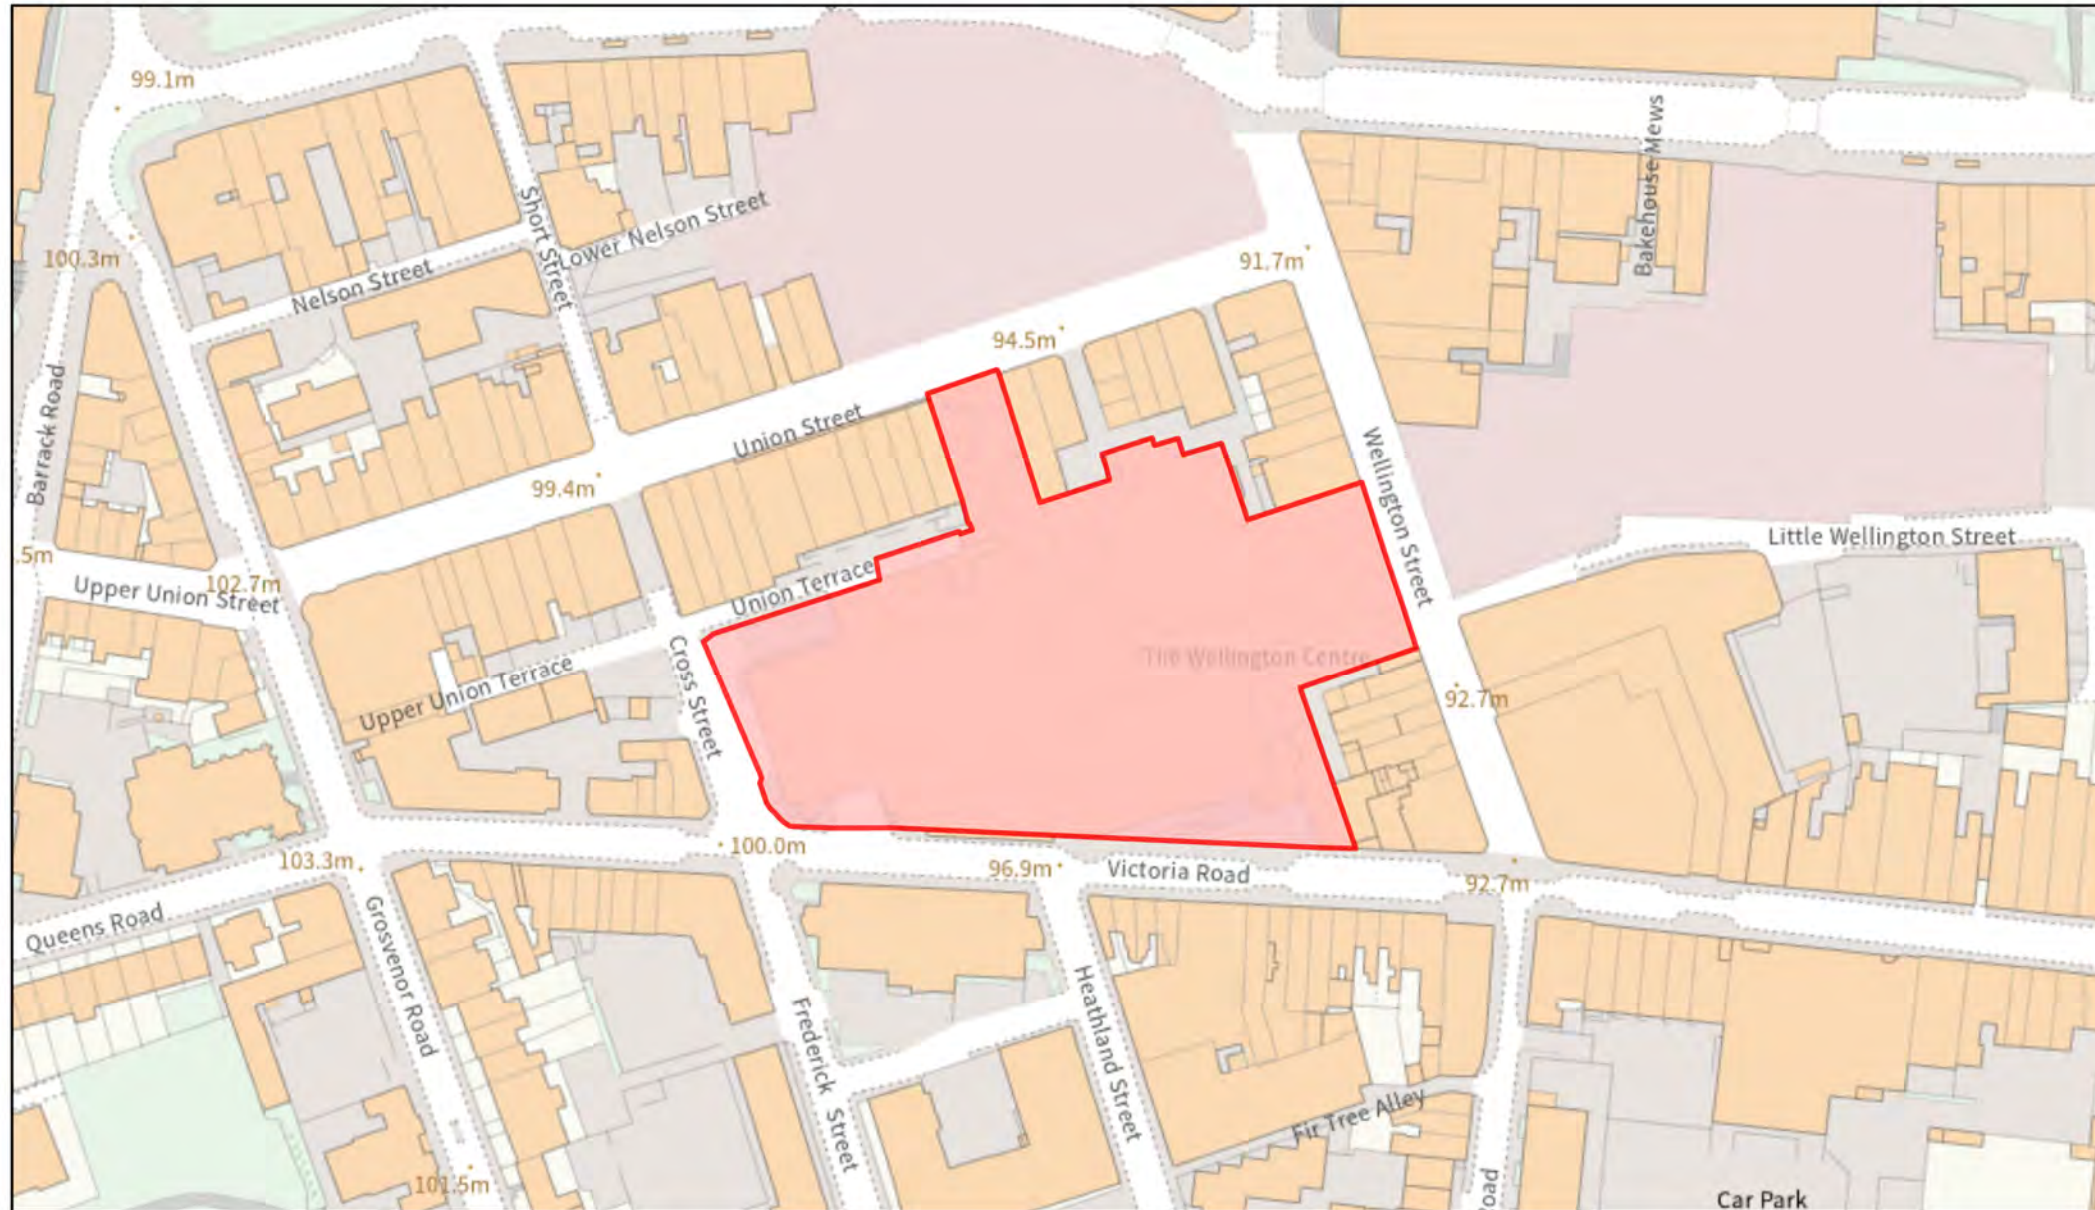 99.1m
Bakehouse Mews
Short Street
Lower Nelson Street
100.3m
91.7m
Nelson Street
94.5m
Barrack Road
Union Street
Wellington Street
99.4m
Little Wellington Street
.5m
102.7m
Upper Union Street
Union Terrace
Cross Street
The Wellington Centre
Upper Union Terrace
92.7m
100.0m
103.3m
96.9m
Victoria Road
92.7m
Queens Road
Grosvenor Road
Frederick Street
Heathland Street
Fir Tree Alley
101.5m
oad
Car Park